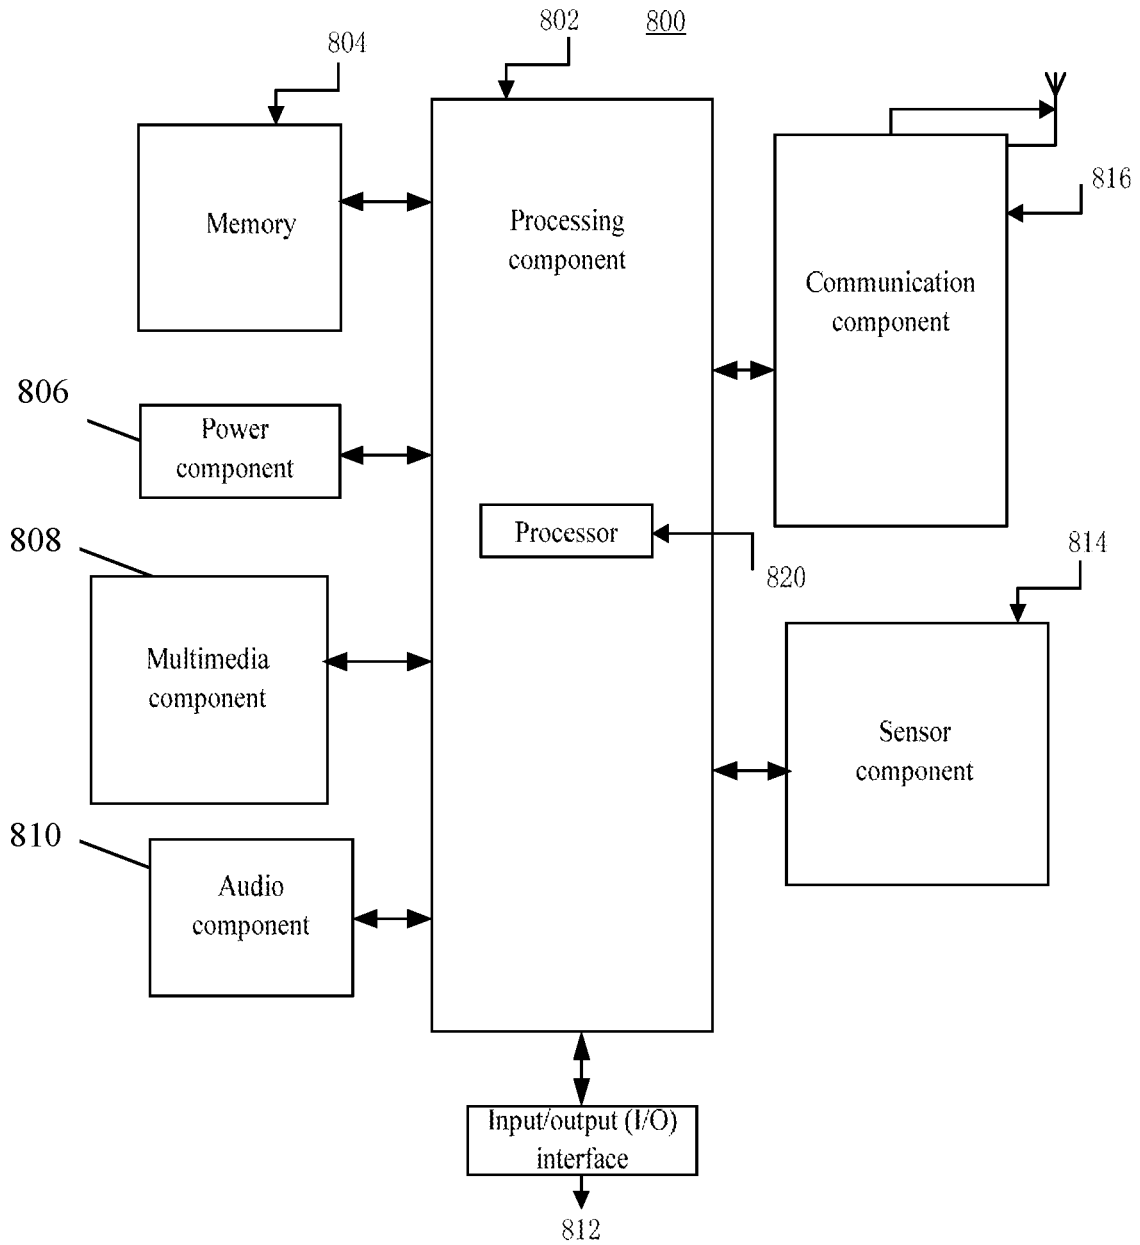 802
800
804
Memory
Processing
component
816
Communication
component
806
Power
component
808
Processor
820
814
Multimedia
component
Sensor
component
810
Audio
component
Input/output (I/O)
interface
812